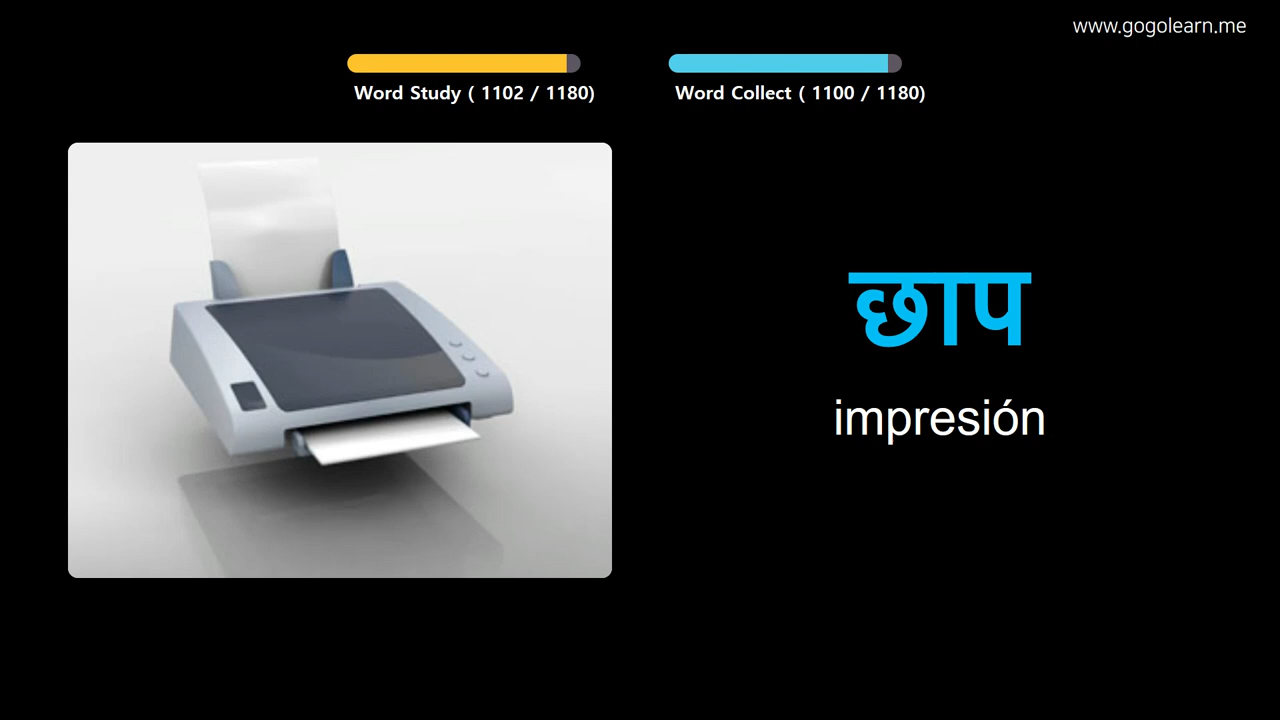 www.gogolearn.me
Word Study ( 1102 / 1180)
Word Collect ( 1100 / 1180)
छाप
impresión